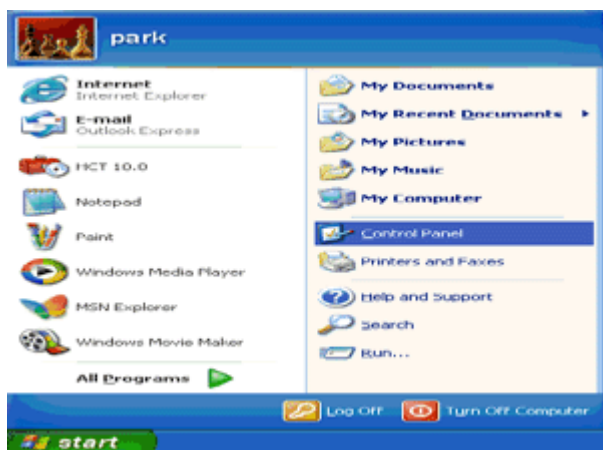 park
Internet
Internet Explorer
E-mail
Outlook Express
HCT 10.0
Notepad
Paint
Windows Media Player
MSN Explorer
Windows Movie Maker
All Programs
My Documents
My Recent Documents
My Pictures
My Music
My Computer
Control Panel
Printers and Faxes
Help and Support
Search
Run...
Log Off
Turn Off Computer
start